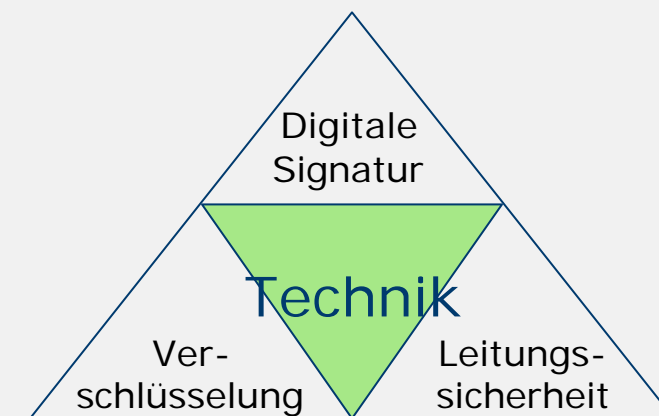 Digitale
Signatur
Technik
Ver-
schlüsselung
Leitungs-
sicherheit